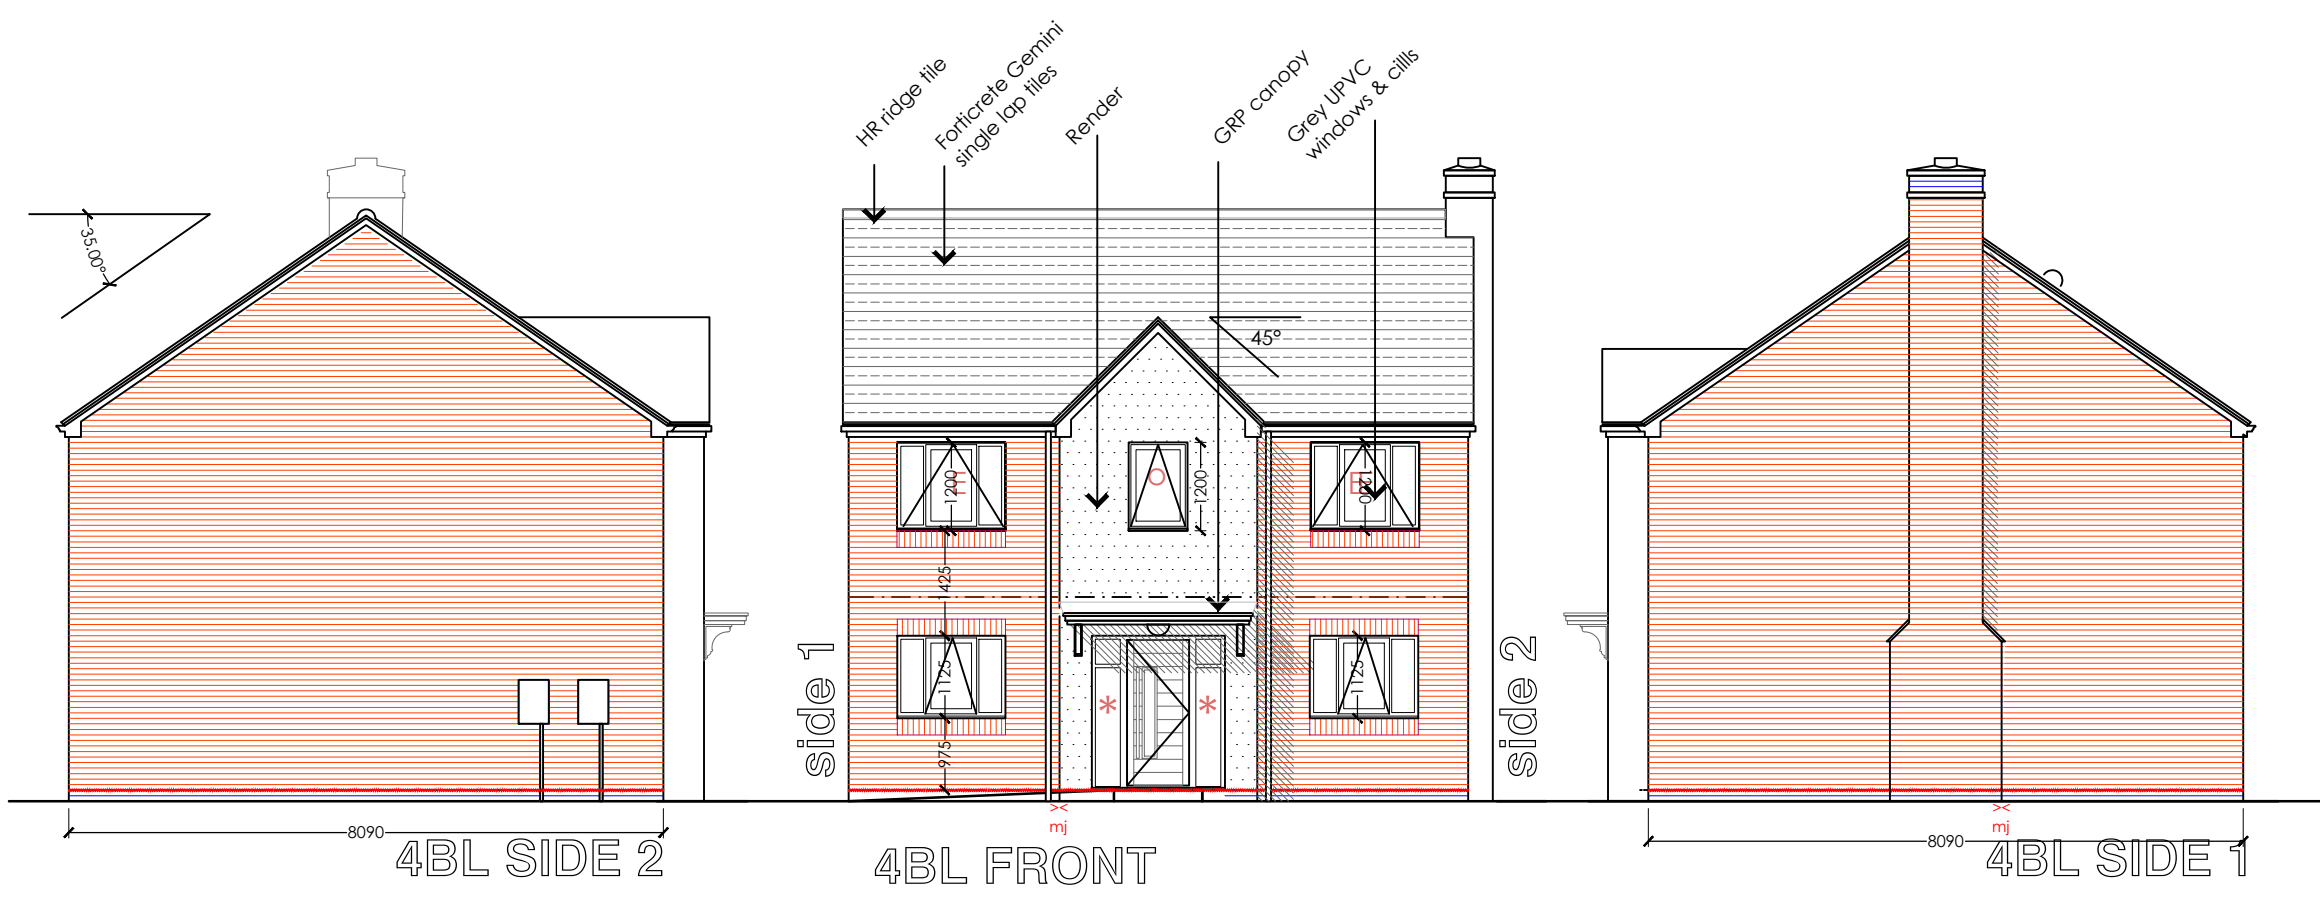 HR ridge tile
Forticrete Gemini
single lap tiles
Render
GRP canopy
Grey UPVC
windows & cillls
35.00°
45°
E
1200
O
1200
E
1200
1425
1125
*
*
1125
975
side 1
side 2
><
mj
><
mj
8090
8090
4BL SIDE 2
4BL FRONT
4BL SIDE 1